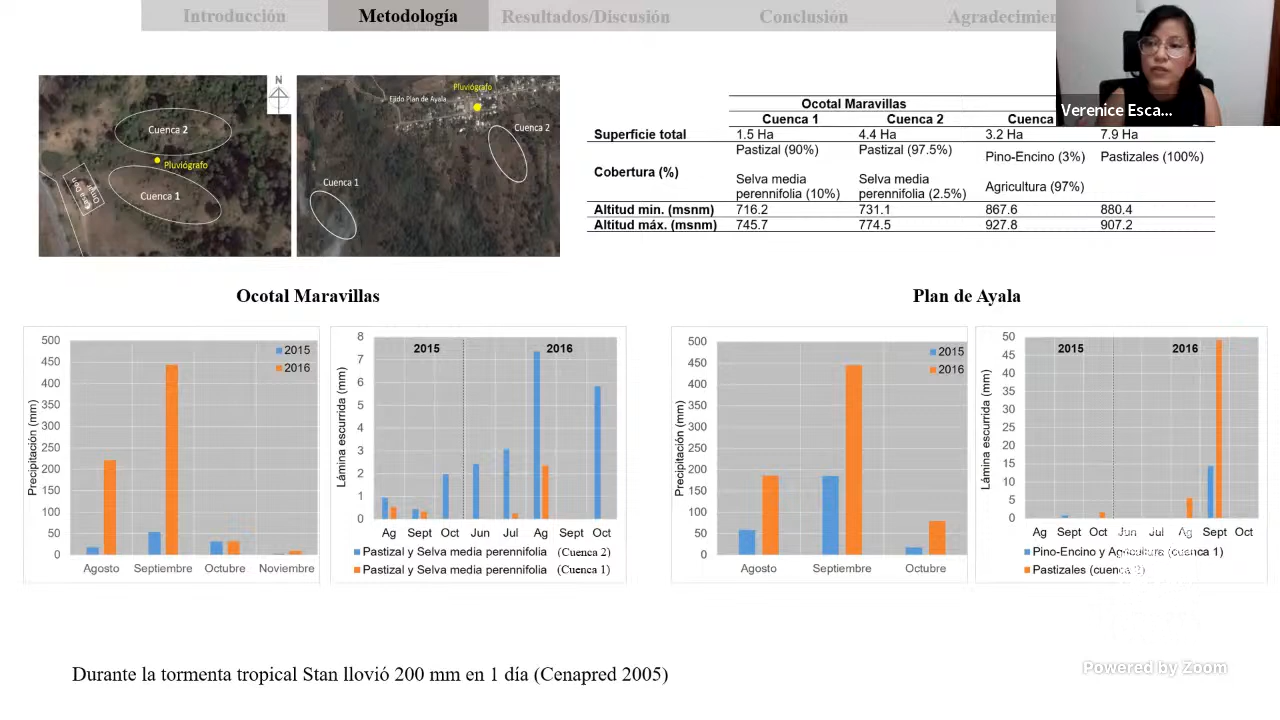 Introducción Metodología Resultados/Discusión Conclusión
Verenice Esca...
N
Cuenca 2
Pluviógrafo
Cuenca 1
Ejido Plan de Ayala
Pluviógrafo
Cuenca 2
Cuenca 1
Ocotal Maravillas
Cuenca 1 Cuenca 2 Cuenca
Superficie total 1.5 Ha 4.4 Ha 3.2 Ha 7.9 Ha
Cobertura (%) Pastizal (90%) Pastizal (97.5%) Pino-Encino (3%) Pastizales (100%)
Selva media perennifolia (10%) Selva media perennifolia (2.5%) Agricultura (97%)
Altitud min. (msnm) 716.2 731.1 867.6 880.4
Altitud máx. (msnm) 745.7 774.5 927.8 907.2
Ocotal Maravillas
Plan de Ayala
Precipitación (mm)
500
450
400
350
300
250
200
150
100
50
0
2015
2016
Agosto Septiembre Octubre Noviembre
Lámina escurrida (mm)
8
7
6
5
4
3
2
1
0
2015 2016
Ag Sept Oct Jun Jul Ag Sept Oct
Pastizal y Selva media perennifolia (Cuenca 2)
Pastizal y Selva media perennifolia (Cuenca 1)
Precipitación (mm)
500
450
400
350
300
250
200
150
100
50
0
2015
2016
Agosto Septiembre Octubre
Lámina escurrida (mm)
50
45
40
35
30
25
20
15
10
5
0
2015 2016
Ag Sept Oct Jun Jul Ag Sept Oct
Pino-Encino y Agricultura (cuenca 1)
Pastizales (cuenca
Durante la tormenta tropical Stan llovió 200 mm en 1 día (Cenapred 2005)
Powered by Zoom